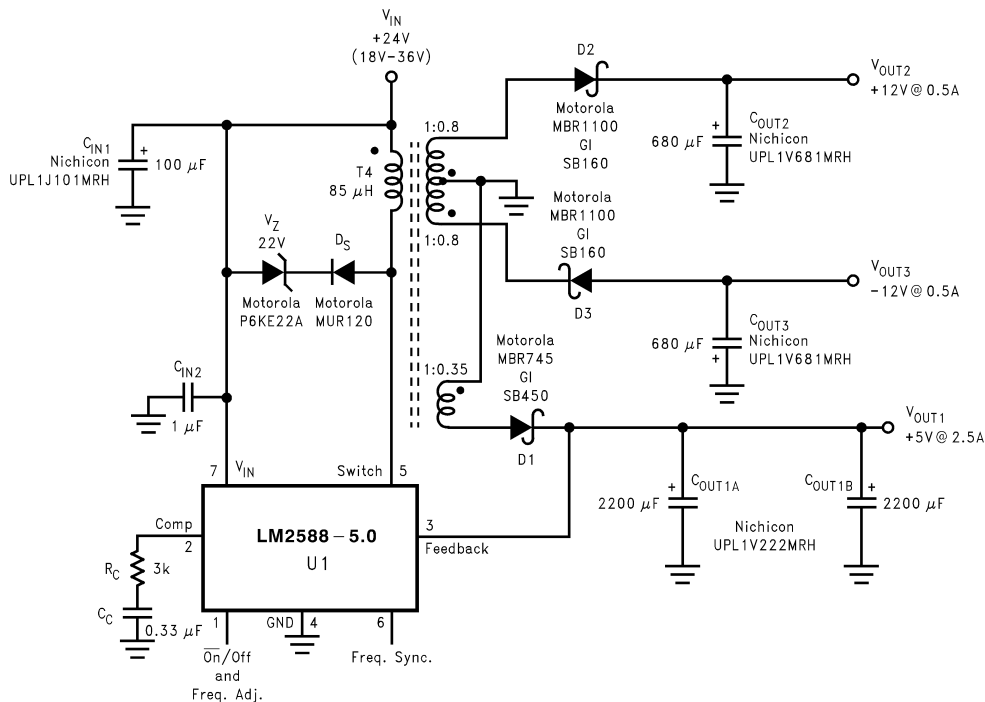 V_IN
+24V
(18V-36V)
C_IN1
Nichicon
UPL1J101MRH
+
100 μF
T4
85 μH
1:0.8
1:0.8
1:0.35
D2
Motorola
MBR1100
GI
SB160
V_OUT2
+12V@ 0.5A
680 μF
+
C_OUT2
Nichicon
UPL1V681MRH
Motorola
MBR1100
GI
SB160
D3
V_OUT3
-12V@ 0.5A
680 μF
+
C_OUT3
Nichicon
UPL1V681MRH
V_Z
22V
Motorola
P6KE22A
D_S
Motorola
MUR120
C_IN2
1 μF
Motorola
MBR745
GI
SB450
D1
V_OUT1
+5V@ 2.5A
2200 μF
+
C_OUT1A
C_OUT1B
+
2200 μF
Nichicon
UPL1V222MRH
7
V_IN
Switch
5
Comp
2
LM2588-5.0
U1
3
Feedback
R_C
3k
C_C
0.33 μF
1
GND
4
6
O̅n̅/Off
and
Freq. Adj.
Freq. Sync.